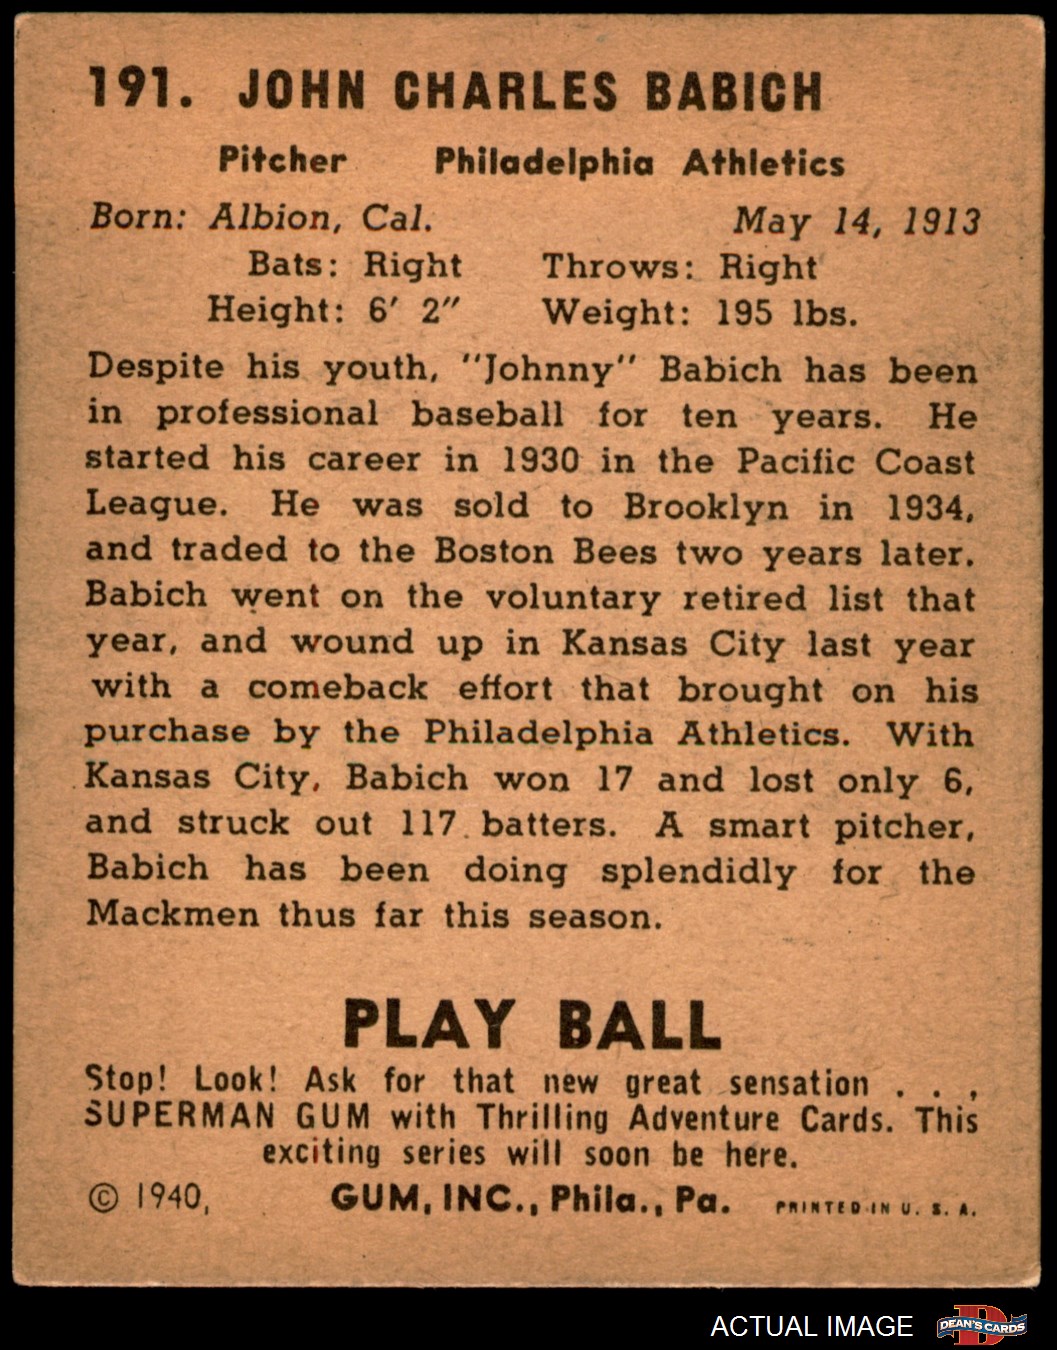 191. JOHN CHARLES BABICH
Pitcher Philadelphia Athletics
Born: Albion, Cal. May 14, 1913
Bats: Right Throws: Right
Height: 6′ 2″ Weight: 195 lbs.
Despite his youth, "Johnny" Babich has been
in professional baseball for ten years. He
started his career in 1930 in the Pacific Coast
League. He was sold to Brooklyn in 1934,
and traded to the Boston Bees two years later.
Babich went on the voluntary retired list that
year, and wound up in Kansas City last year
with a comeback effort that brought on his
purchase by the Philadelphia Athletics. With
Kansas City, Babich won 17 and lost only 6,
and struck out 117 batters. A smart pitcher,
Babich has been doing splendidly for the
Mackmen thus far this season.
PLAY BALL
Stop! Look! Ask for that new great sensation . . ,
SUPERMAN GUM with Thrilling Adventure Cards. This
exciting series will soon be here.
© 1940, GUM, INC., Phila., Pa. PRINTED IN U. S. A.
ACTUAL IMAGE D DEAN'S CARDS